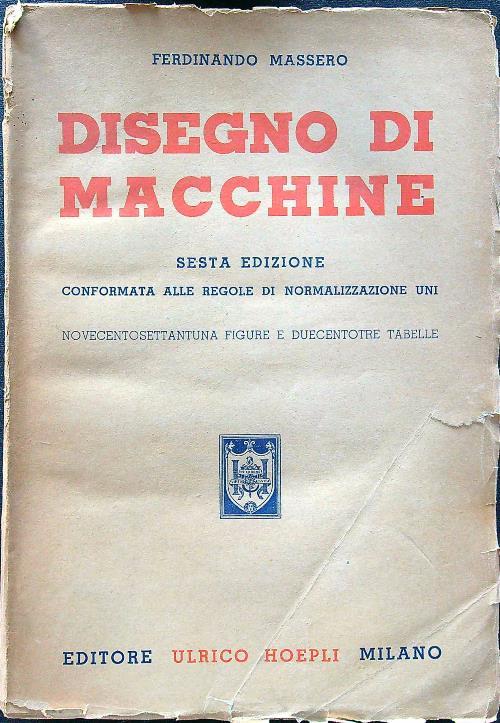 FERDINANDO MASSERO
DISEGNO DI
MACCHINE
SESTA EDIZIONE
CONFORMATA ALLE REGOLE DI NORMALIZZAZIONE UNI
NOVECENTOSETTANTUNA FIGURE E DUECENTOTRE TABELLE
EDITORE ULRICO HOEPLI MILANO